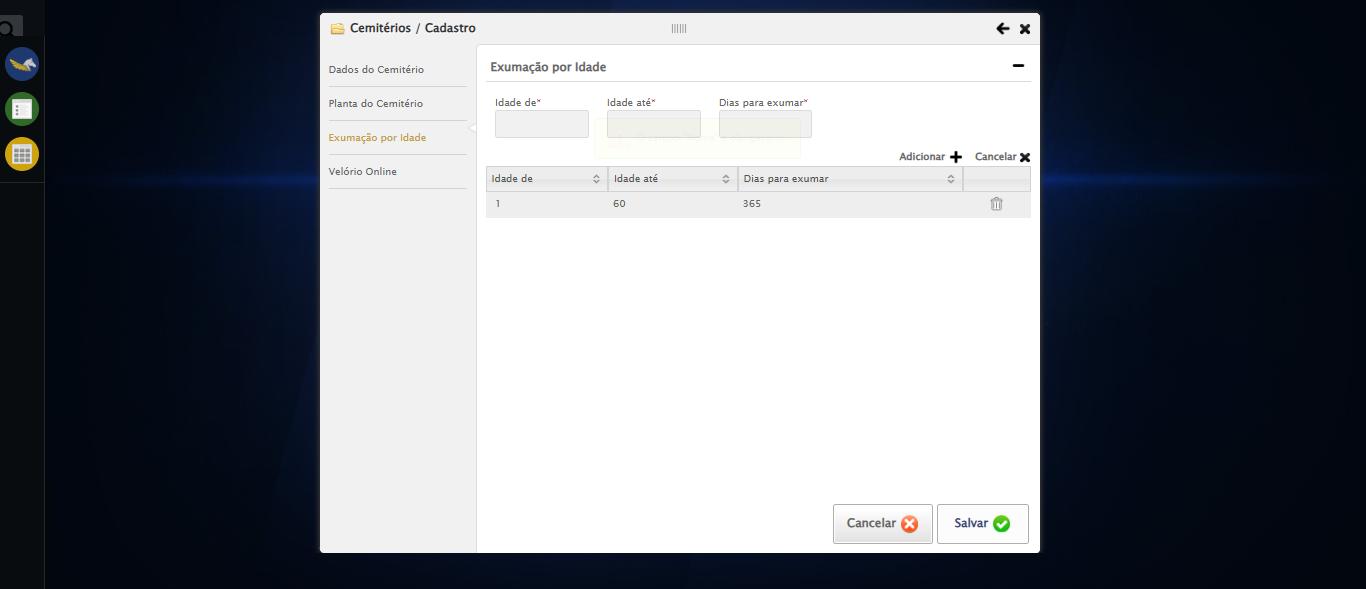 Cemitérios / Cadastro
Dados do Cemitério
Planta do Cemitério
Exumação por Idade
Velório Online
Exumação por Idade
Idade de* Idade até* Dias para exumar*
Adicionar Cancelar
Idade de Idade até Dias para exumar
1 60 365
Cancelar Salvar